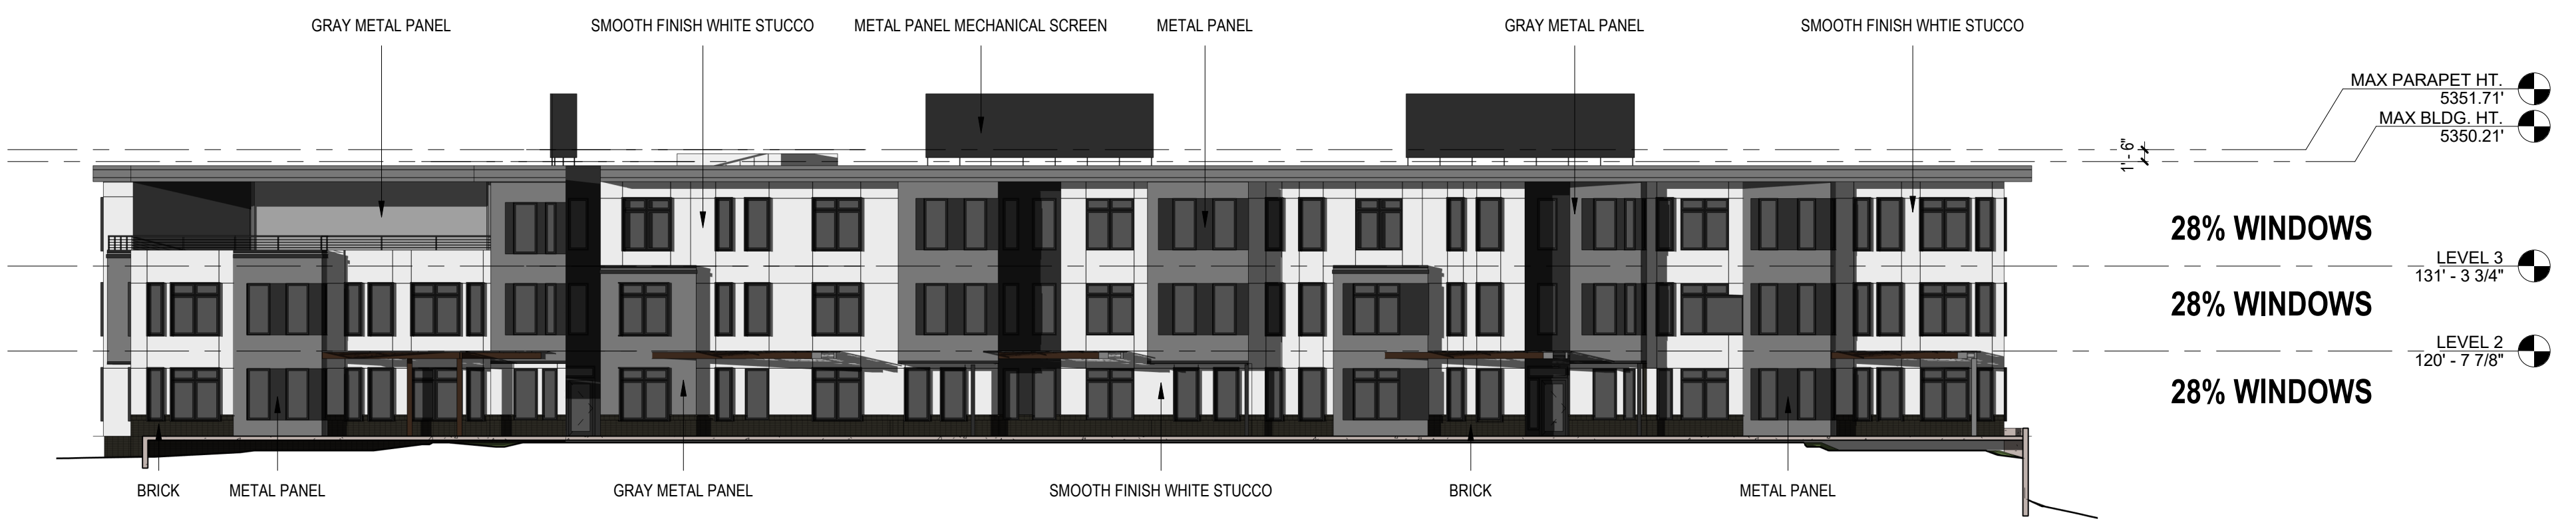 GRAY METAL PANEL
SMOOTH FINISH WHITE STUCCO
METAL PANEL MECHANICAL SCREEN
METAL PANEL
GRAY METAL PANEL
SMOOTH FINISH WHTIE STUCCO
MAX PARAPET HT.
5351.71'
MAX BLDG. HT.
5350.21'
1' - 6"
28% WINDOWS
LEVEL 3
131' - 3 3/4"
28% WINDOWS
LEVEL 2
120' - 7 7/8"
28% WINDOWS
BRICK
METAL PANEL
GRAY METAL PANEL
SMOOTH FINISH WHITE STUCCO
BRICK
METAL PANEL